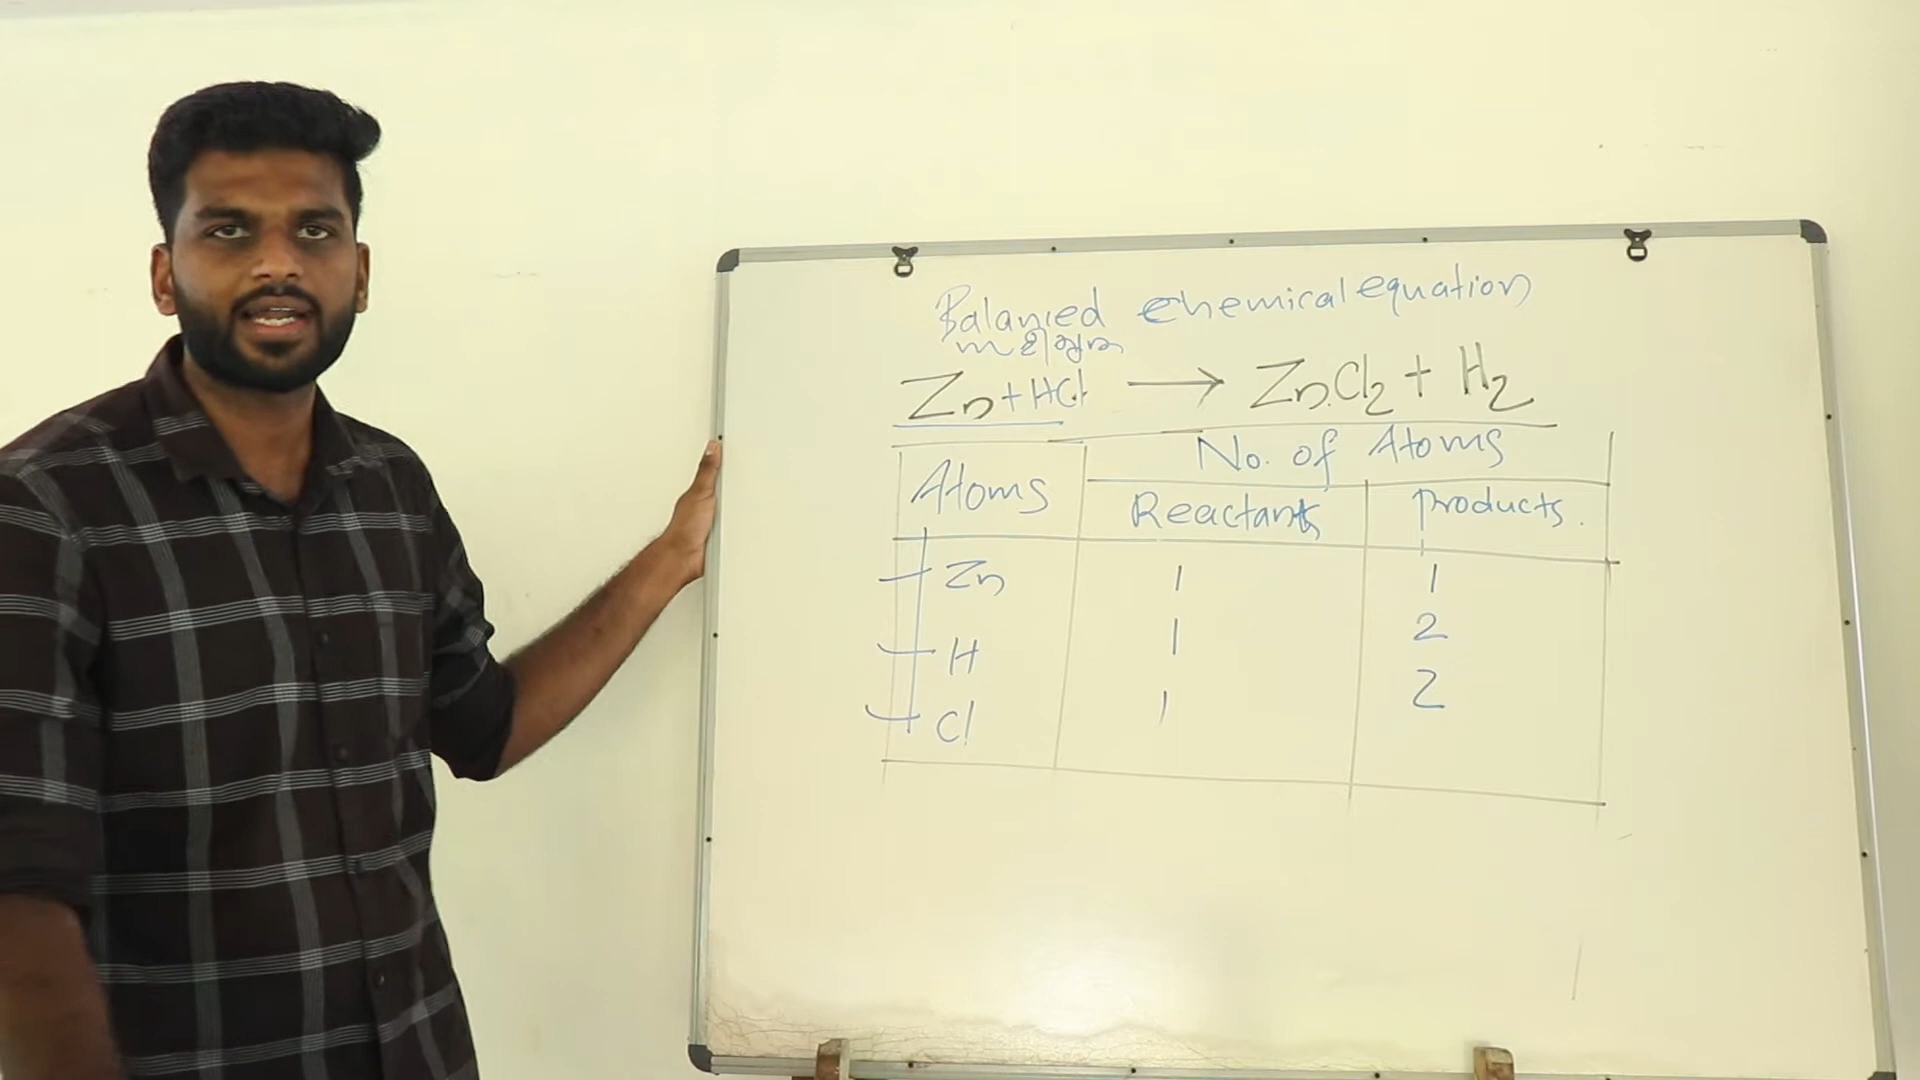 Balanced chemical equation
Zn + HCl → ZnCl2 + H2
Atoms
No. of Atoms
Reactants
Products.
Zn 1 1
H 1 2
Cl 1 2